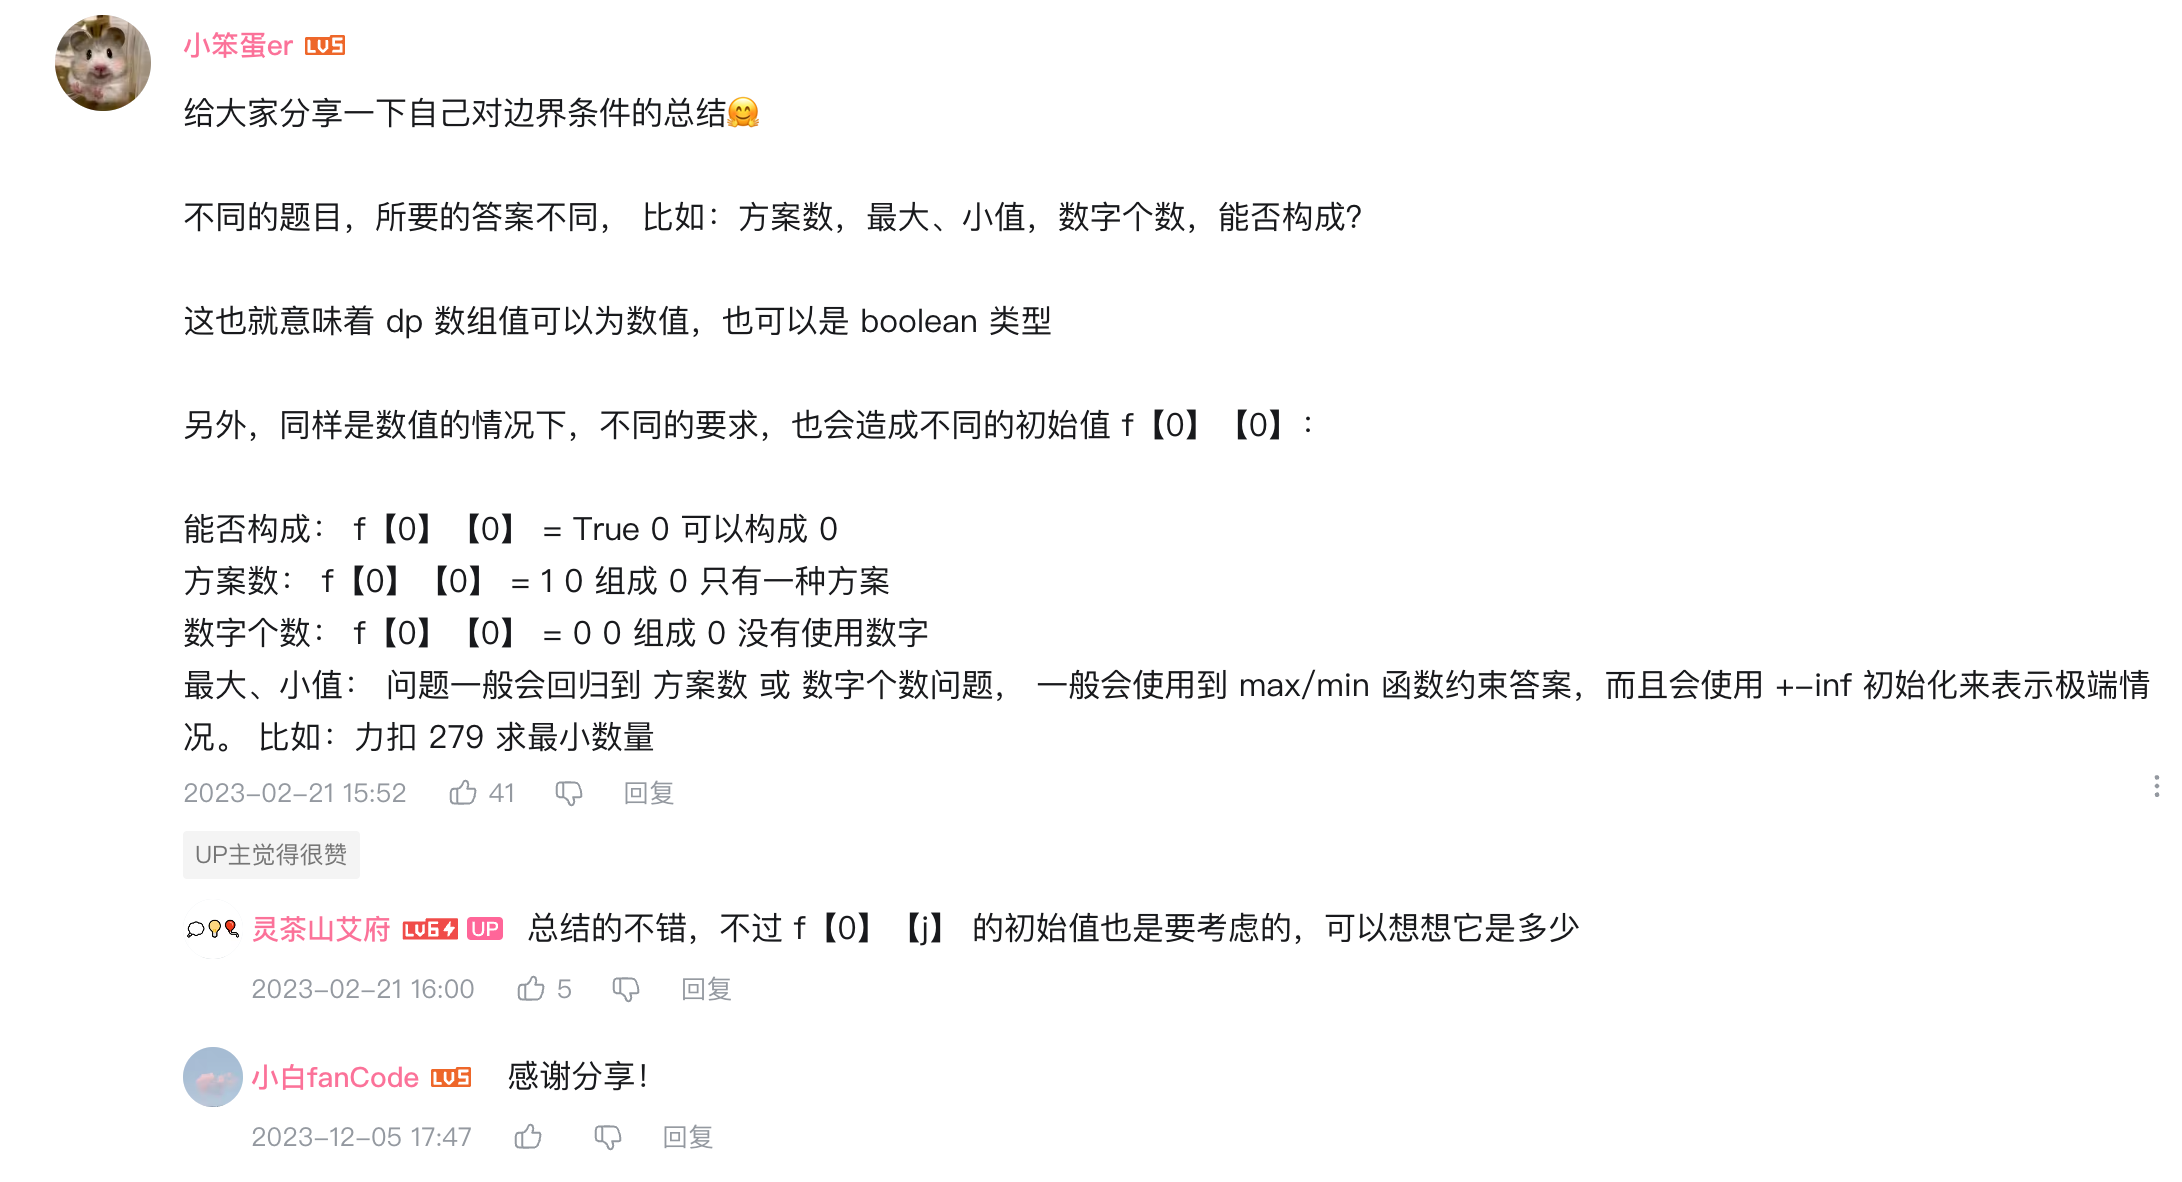 小笨蛋er LV5
给大家分享一下自己对边界条件的总结🤗
不同的题目，所要的答案不同， 比如：方案数，最大、小值，数字个数，能否构成？
这也就意味着 dp 数组值可以为数值，也可以是 boolean 类型
另外，同样是数值的情况下，不同的要求，也会造成不同的初始值 f【0】【0】：
能否构成： f【0】【0】 = True 0 可以构成 0
方案数： f【0】【0】 = 1 0 组成 0 只有一种方案
数字个数： f【0】【0】 = 0 0 组成 0 没有使用数字
最大、小值： 问题一般会回归到 方案数 或 数字个数问题， 一般会使用到 max/min 函数约束答案，而且会使用 +-inf 初始化来表示极端情
况。 比如：力扣 279 求最小数量
2023-02-21 15:52 41 回复
UP主觉得很赞
灵茶山艾府 LV6 UP 总结的不错，不过 f【0】【j】 的初始值也是要考虑的，可以想想它是多少
2023-02-21 16:00 5 回复
小白fanCode LV5 感谢分享！
2023-12-05 17:47 回复